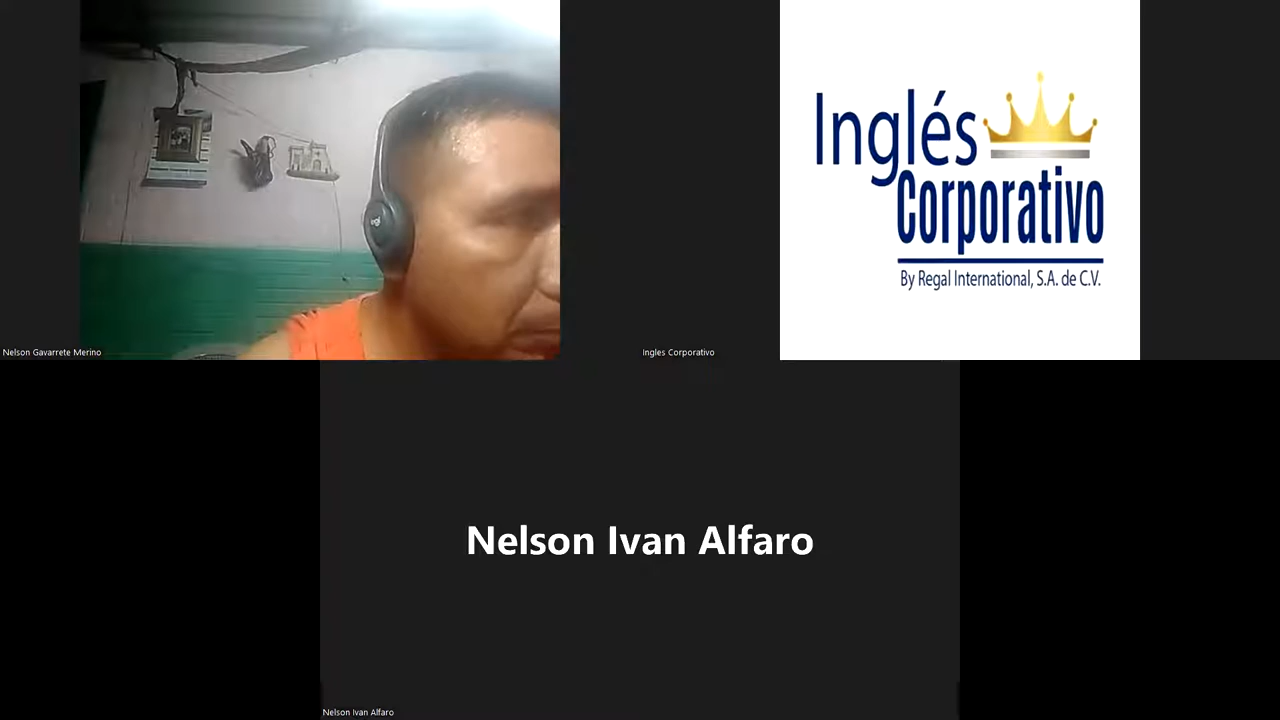 Inglés
Corporativo
By Regal International, S.A. de C.V.
Nelson Gavarrete Merino
Ingles Corporativo
Nelson Ivan Alfaro
Nelson Ivan Alfaro